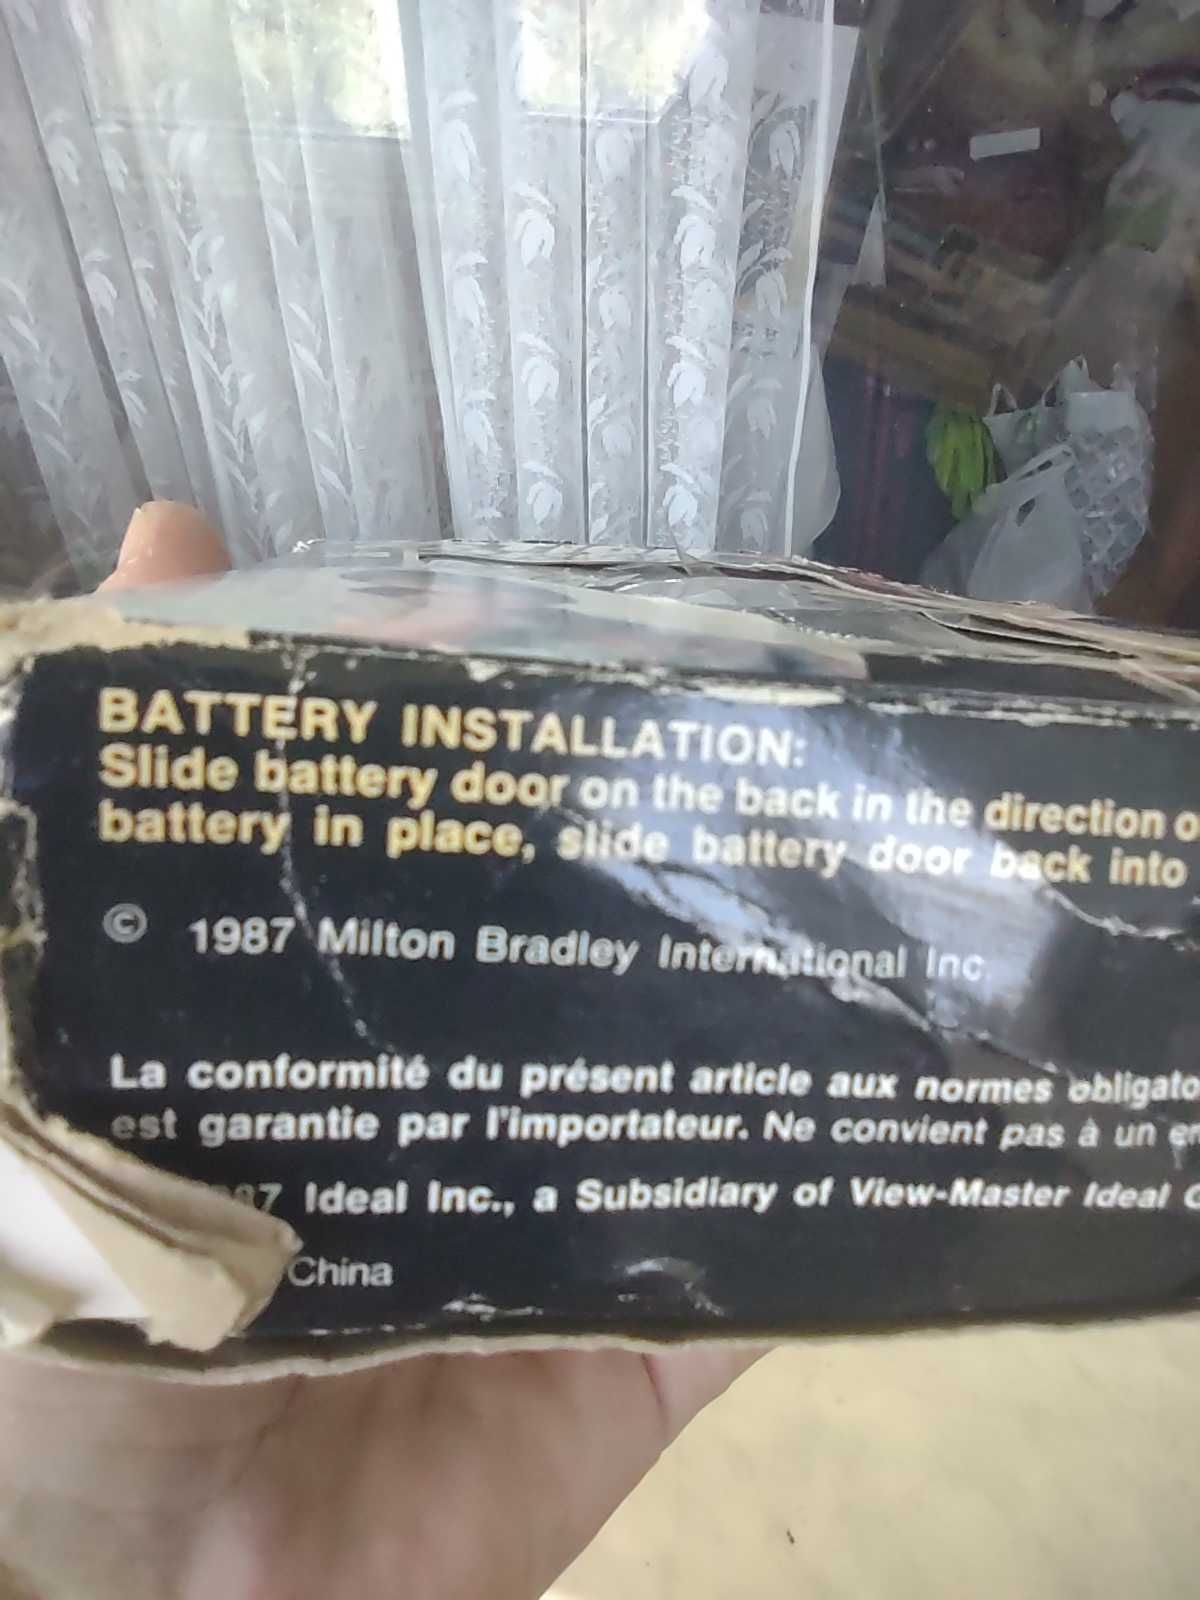 BATTERY INSTALLATION:
Slide battery door on the back in the direction
battery in place, slide battery door back into
© 1987 Milton Bradley International Inc.
La conformité du présent article aux normes
est garantie par l'importateur. Ne convient pas à un
Ideal Inc., a Subsidiary of View-Master Ideal
China